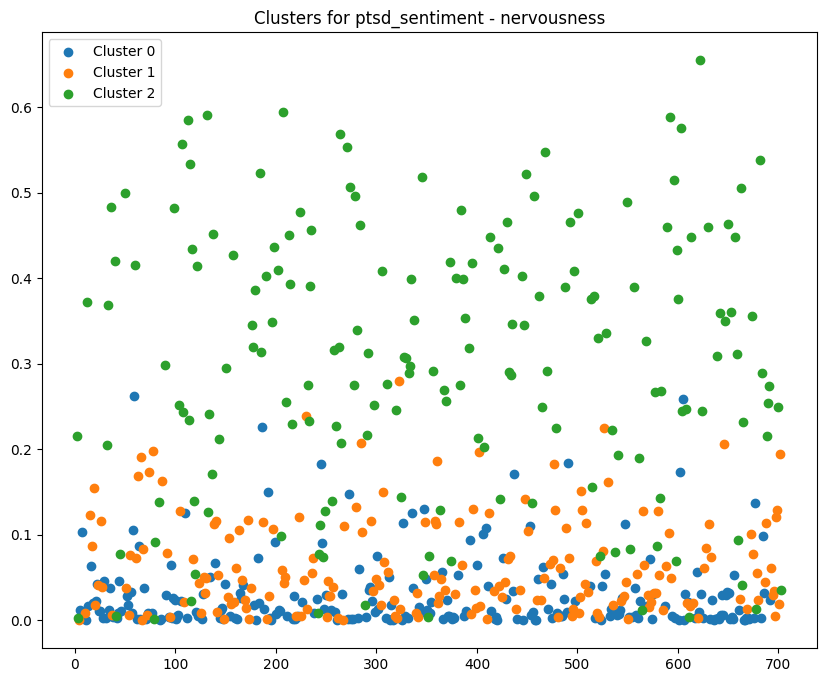 Clusters for ptsd_sentiment - nervousness
Cluster 0
Cluster 1
Cluster 2
0.6
0.5
0.4
0.3
0.2
0.1
0.0
0 100 200 300 400 500 600 700